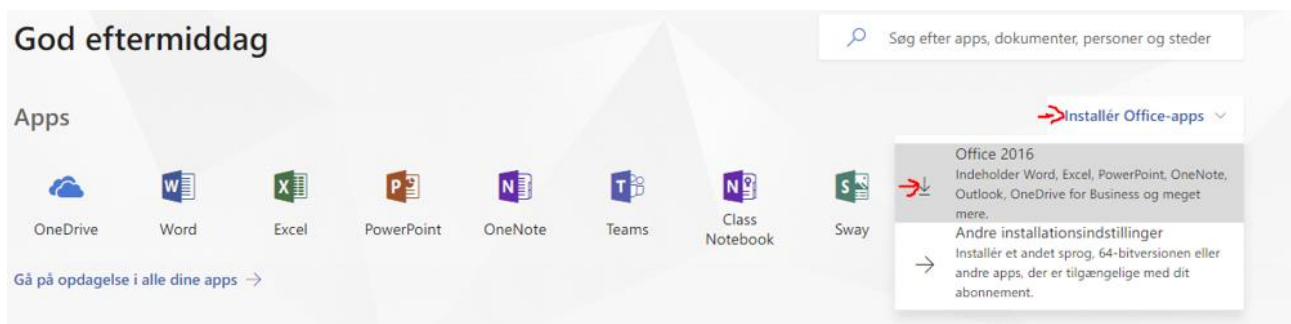 God eftermiddag
Søg efter apps, dokumenter, personer og steder
Apps
Installér Office-apps
Office 2016
Indeholder Word, Excel, PowerPoint, OneNote,
Outlook, OneDrive for Business og meget
mere.
Andre installationsindstillinger
Installér et andet sprog, 64-bitversionen eller
andre apps, der er tilgængelige med dit
abonnement.
OneDrive
Word
Excel
PowerPoint
OneNote
Teams
Class
Notebook
Sway
Gå på opdagelse i alle dine apps